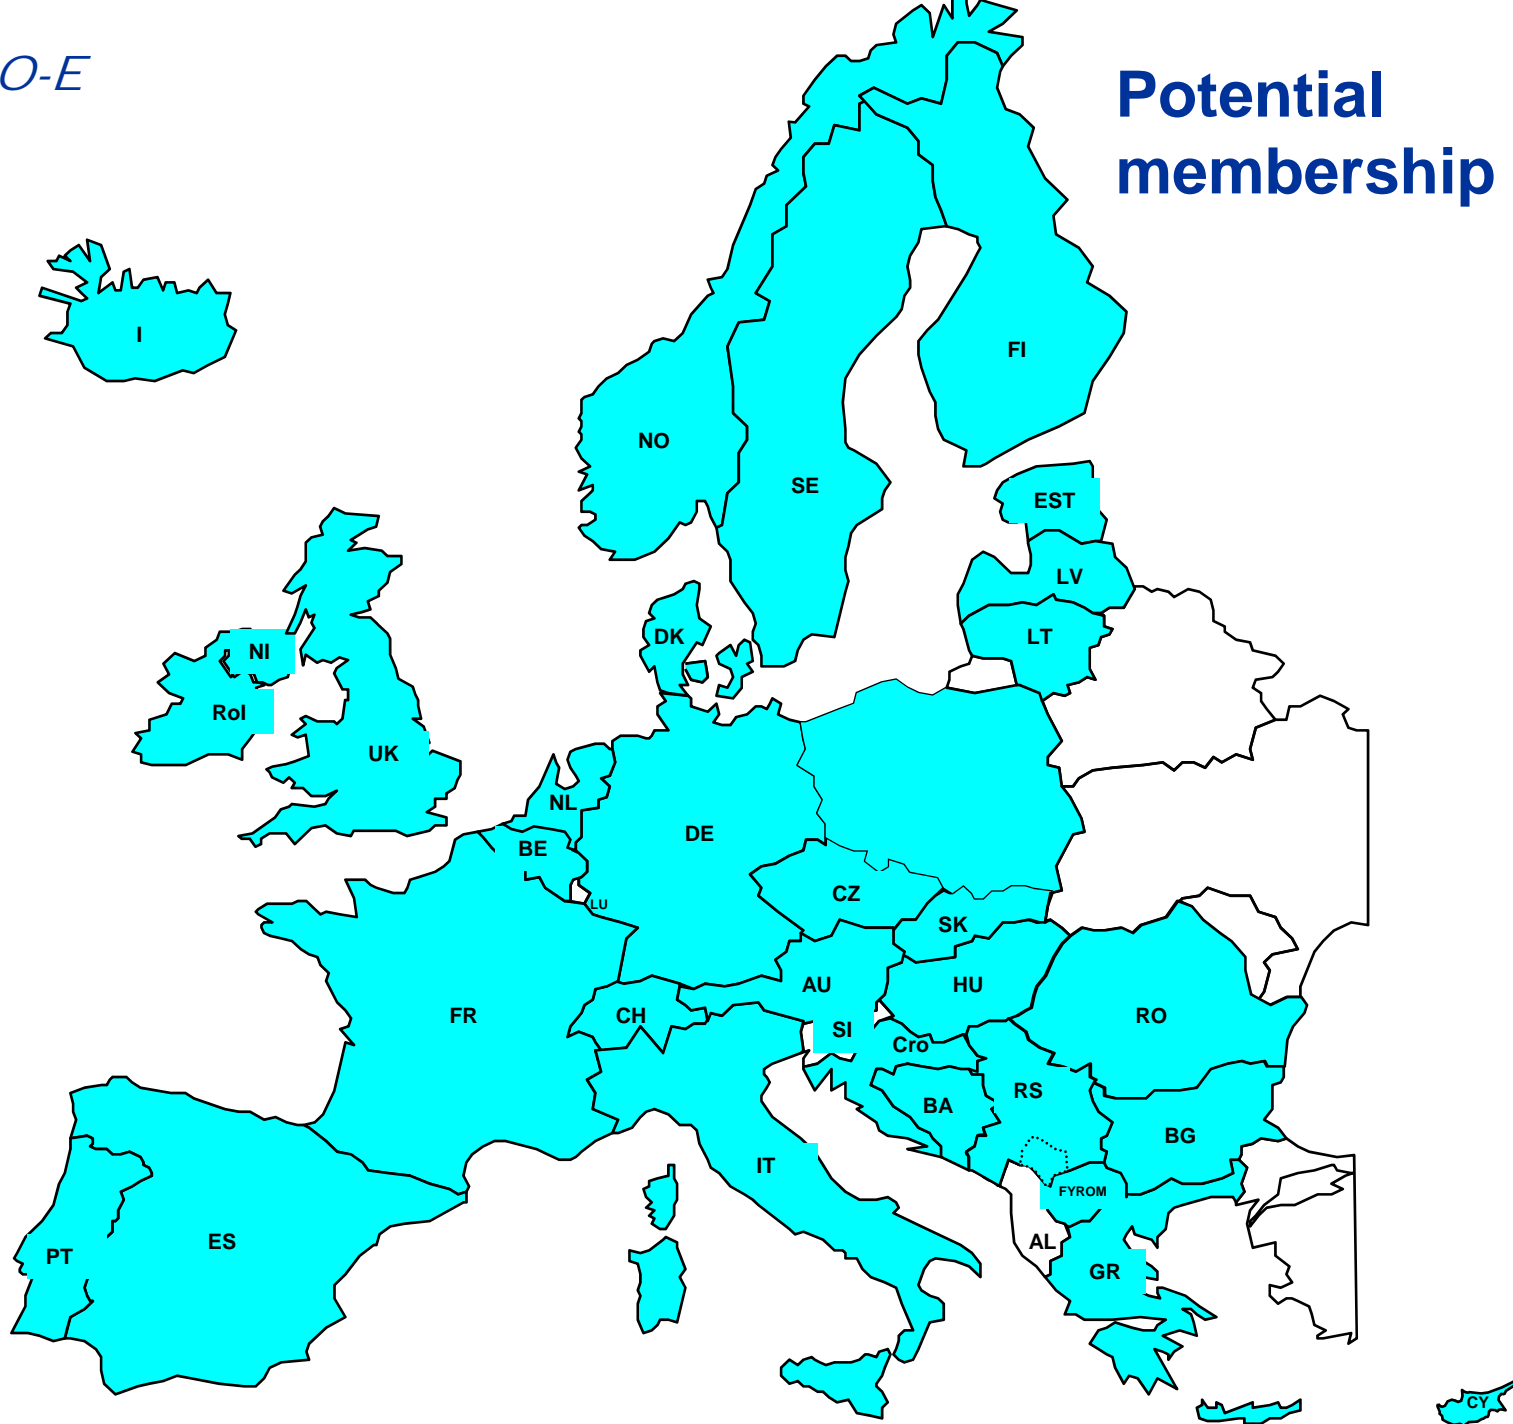 O-E
Potential
membership
I
FI
NO
SE
EST
LV
LT
DK
NI
RoI
UK
NL
DE
BE
CZ
LU
SK
AU
HU
FR
CH
SI
RO
Cro
RS
BA
BG
IT
FYROM
ES
AL
PT
GR
CY